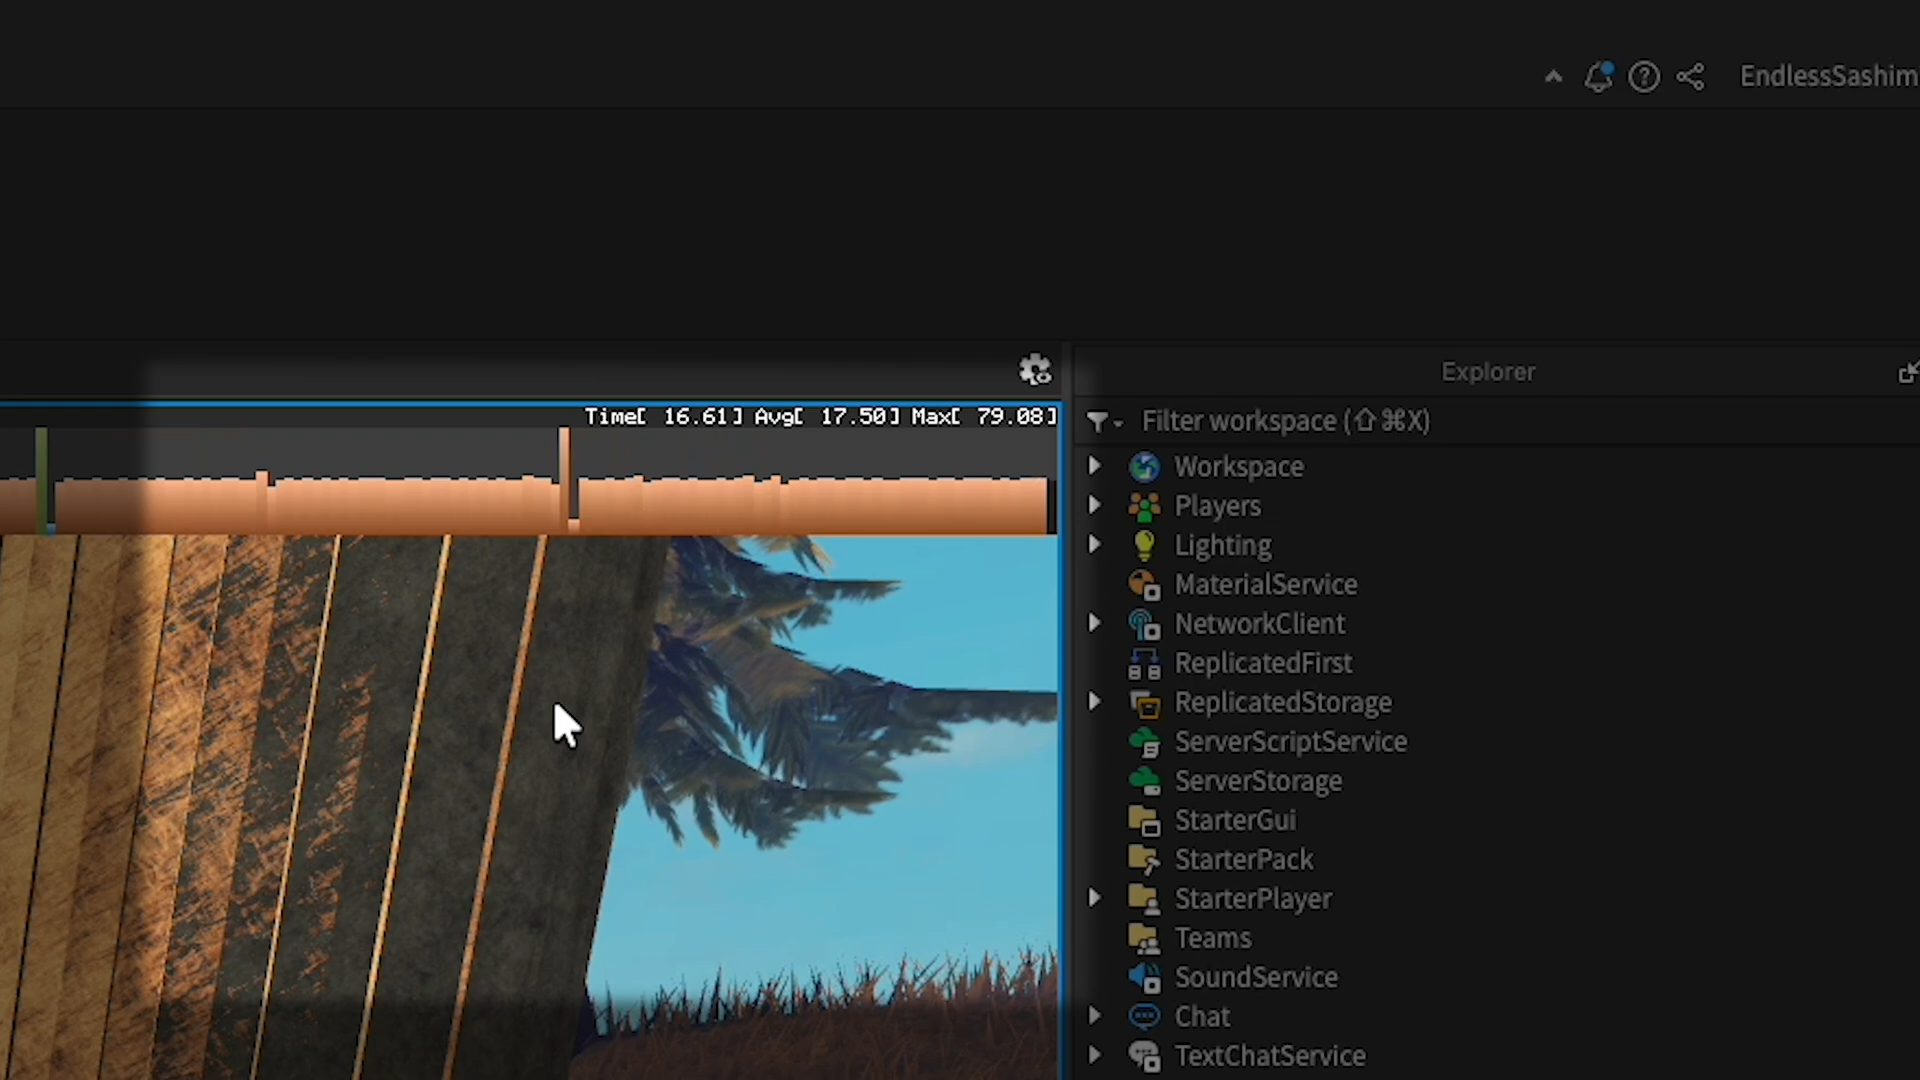 EndlessSashim
Explorer
Time[ 16.61] Avg[ 17.50] Max[ 79.08]
Filter workspace (⇧⌘X)
Workspace
Players
Lighting
MaterialService
NetworkClient
ReplicatedFirst
ReplicatedStorage
ServerScriptService
ServerStorage
StarterGui
StarterPack
StarterPlayer
Teams
SoundService
Chat
TextChatService